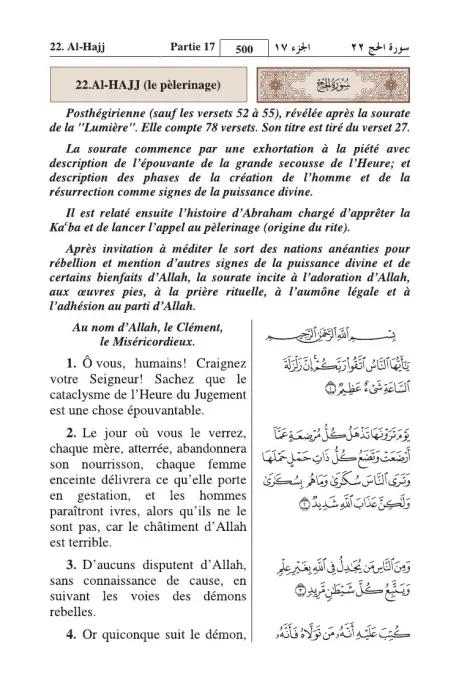 22. Al-Hajj Partie 17 500 الجزء ١٧ سورة الحج ٢٢
22.Al-HAJJ (le pèlerinage)
سُورَةُ الحَجّ
Posthégirienne (sauf les versets 52 à 55), révélée après la sourate
de la "Lumière". Elle compte 78 versets. Son titre est tiré du verset 27.
La sourate commence par une exhortation à la piété avec
description de l'épouvante de la grande secousse de l'Heure; et
description des phases de la création de l'homme et de la
résurrection comme signes de la puissance divine.
Il est relaté ensuite l'histoire d'Abraham chargé d'apprêter la
Kaᶜba et de lancer l'appel au pèlerinage (origine du rite).
Après invitation à méditer le sort des nations anéanties pour
rébellion et mention d'autres signes de la puissance divine et de
certains bienfaits d'Allah, la sourate incite à l'adoration d'Allah,
aux œuvres pies, à la prière rituelle, à l'aumône légale et à
l'adhésion au parti d'Allah.
Au nom d'Allah, le Clément,
le Miséricordieux.
1. Ô vous, humains! Craignez
votre Seigneur! Sachez que le
cataclysme de l'Heure du Jugement
est une chose épouvantable.
2. Le jour où vous le verrez,
chaque mère, atterrée, abandonnera
son nourrisson, chaque femme
enceinte délivrera ce qu'elle porte
en gestation, et les hommes
paraîtront ivres, alors qu'ils ne le
sont pas, car le châtiment d'Allah
est terrible.
3. D'aucuns disputent d'Allah,
sans connaissance de cause, en
suivant les voies des démons
rebelles.
4. Or quiconque suit le démon,
بِسْمِ اللَّهِ الرَّحْمَٰنِ الرَّحِيمِ
يَٰٓأَيُّهَا النَّاسُ اتَّقُوا رَبَّكُمْ ۚ إِنَّ زَلْزَلَةَ
السَّاعَةِ شَىْءٌ عَظِيمٌ ١
يَوْمَ تَرَوْنَهَا تَذْهَلُ كُلُّ مُرْضِعَةٍ عَمَّآ
أَرْضَعَتْ وَتَضَعُ كُلُّ ذَاتِ حَمْلٍ حَمْلَهَا
وَتَرَى النَّاسَ سُكَٰرَىٰ وَمَا هُم بِسُكَٰرَىٰ
وَلَٰكِنَّ عَذَابَ اللَّهِ شَدِيدٌ ٢
وَمِنَ النَّاسِ مَن يُجَٰدِلُ فِى اللَّهِ بِغَيْرِ عِلْمٍ
وَيَتَّبِعُ كُلَّ شَيْطَٰنٍ مَّرِيدٍ ٣
كُتِبَ عَلَيْهِ أَنَّهُۥ مَن تَوَلَّاهُ فَأَنَّهُۥ